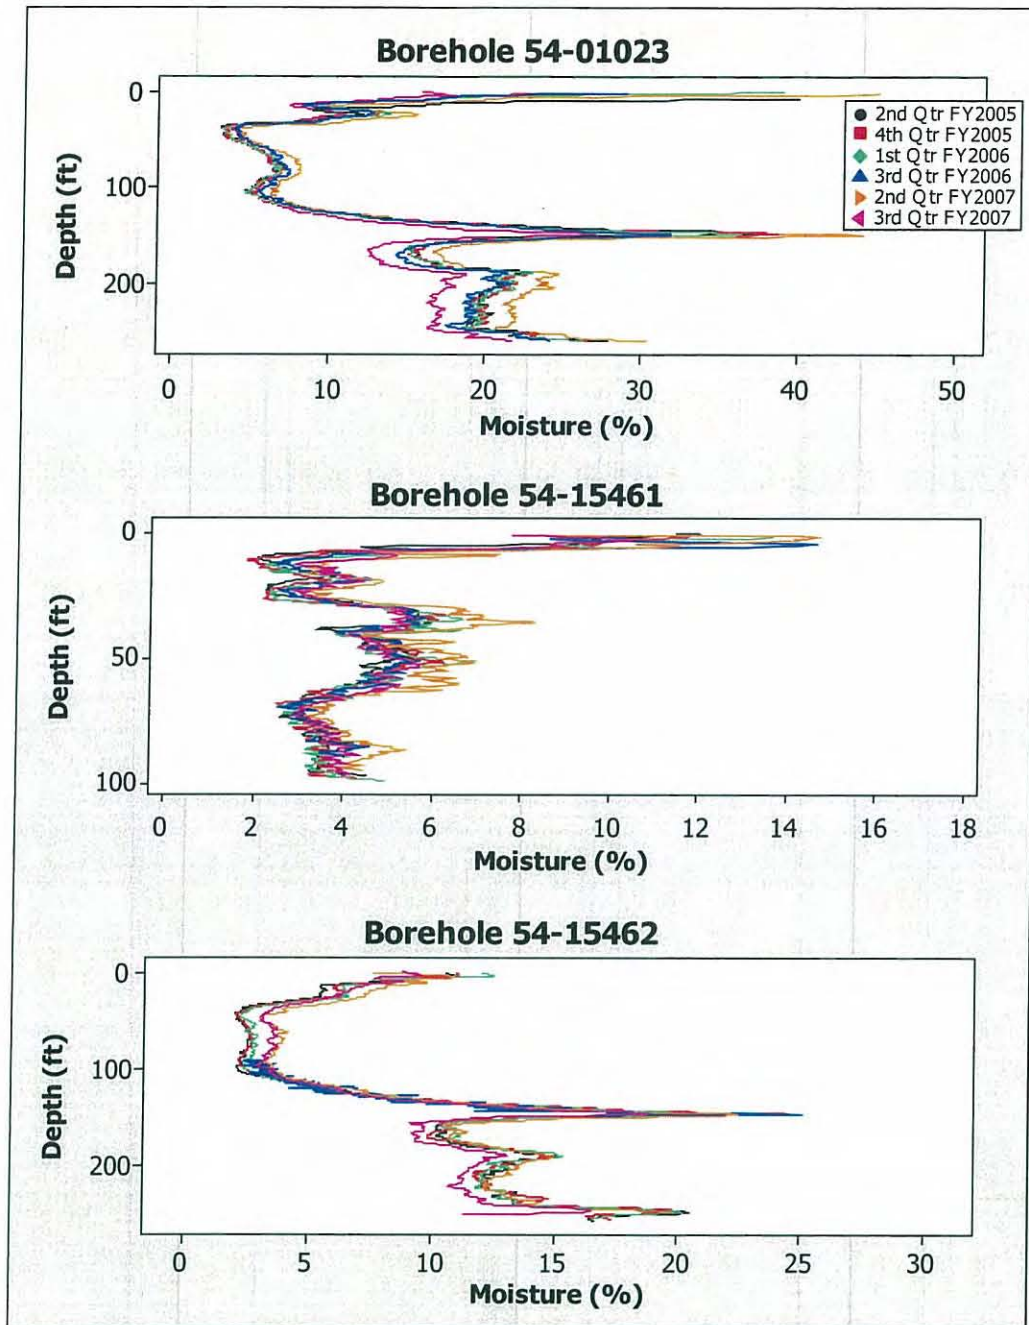 Borehole 54-01023
0
100
200
Depth (ft)
2nd Qtr FY2005
4th Qtr FY2005
1st Qtr FY2006
3rd Qtr FY2006
2nd Qtr FY2007
3rd Qtr FY2007
0 10 20 30 40 50
Moisture (%)
Borehole 54-15461
0
50
100
Depth (ft)
0 2 4 6 8 10 12 14 16 18
Moisture (%)
Borehole 54-15462
0
100
200
Depth (ft)
0 5 10 15 20 25 30
Moisture (%)